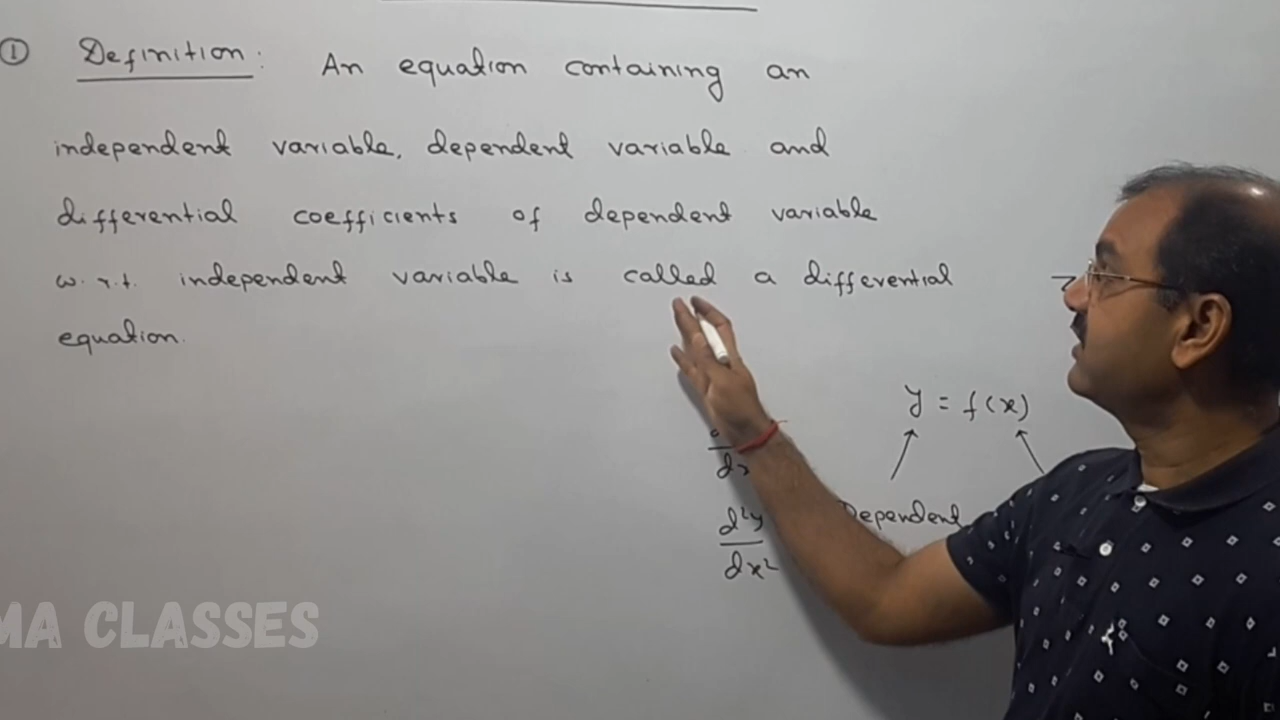 ① Definition: An equation containing an
independent variable, dependent variable and
differential coefficients of dependent variable
w.r.t. independent variable is called a differential
equation.
y = f(x)
Dependent
d²y
dx²
MA CLASSES